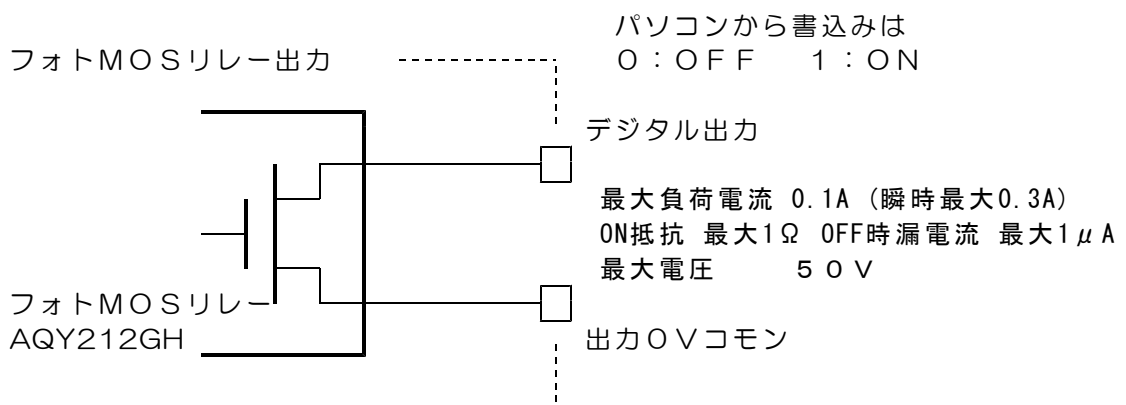 パソコンから書込みは
0:OFF 1:ON
フォトMOSリレー出力
デジタル出力
最大負荷電流 0.1A (瞬時最大0.3A)
ON抵抗 最大1Ω OFF時漏電流 最大1μA
最大電圧 50V
フォトMOSリレー
AQY212GH
出力0Vコモン